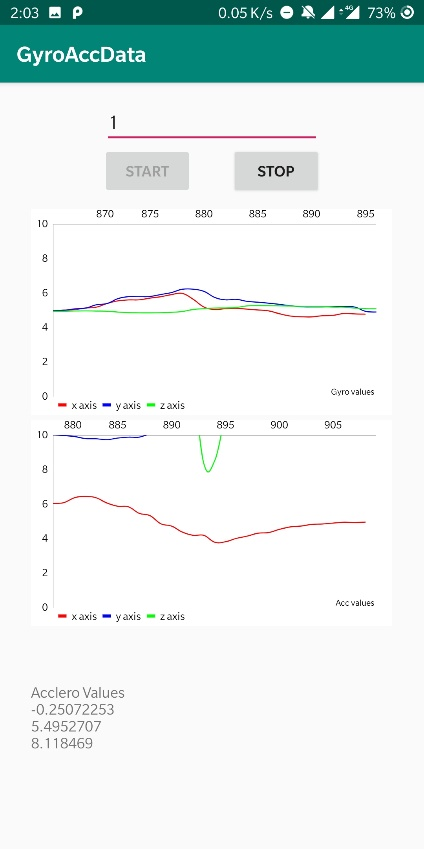 2:03 0.05 K/s 4G 73%
GyroAccData
1
START STOP
870 875 880 885 890 895
10
8
6
4
2
0
Gyro values
x axis y axis z axis
880 885 890 895 900 905
10
8
6
4
2
0
Acc values
x axis y axis z axis
Acclero Values
-0.25072253
5.4952707
8.118469